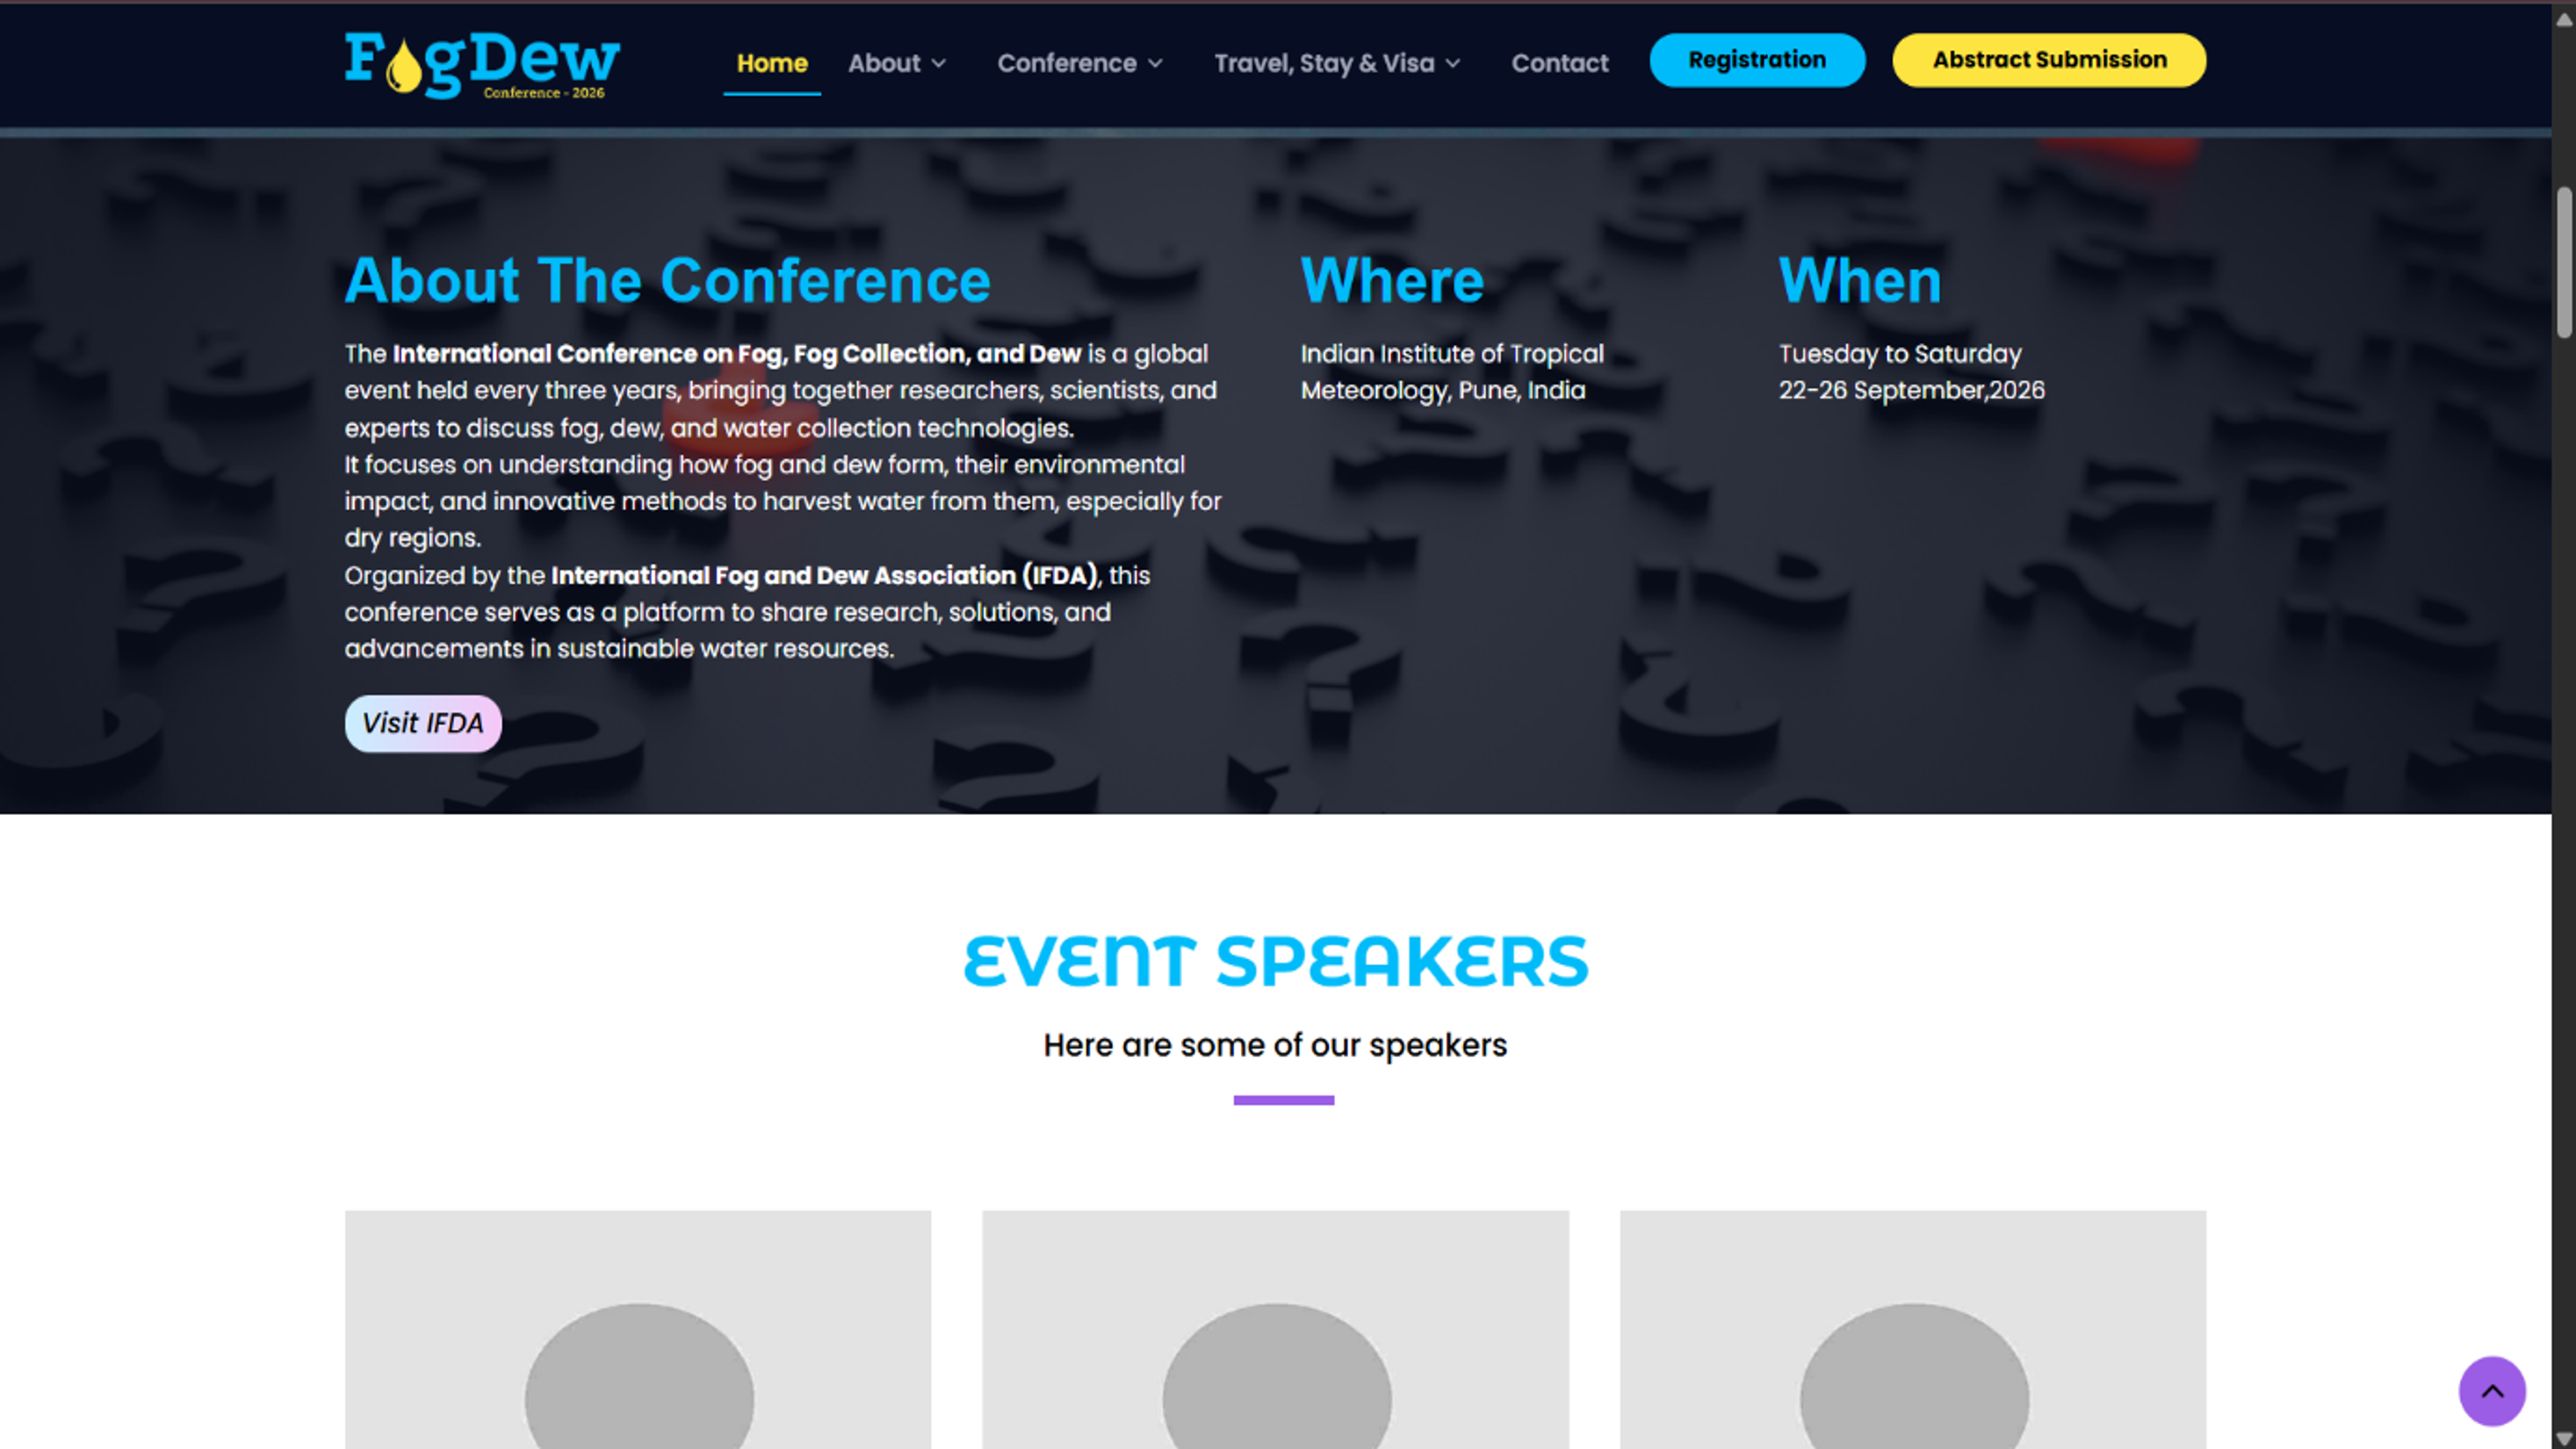 FogDew
Conference - 2026
Home
About
Conference
Travel, Stay & Visa
Contact
Registration
Abstract Submission
About The Conference
The International Conference on Fog, Fog Collection, and Dew is a global
event held every three years, bringing together researchers, scientists, and
experts to discuss fog, dew, and water collection technologies.
It focuses on understanding how fog and dew form, their environmental
impact, and innovative methods to harvest water from them, especially for
dry regions.
Organized by the International Fog and Dew Association (IFDA), this
conference serves as a platform to share research, solutions, and
advancements in sustainable water resources.
Visit IFDA
Where
Indian Institute of Tropical
Meteorology, Pune, India
When
Tuesday to Saturday
22-26 September,2026
EVENT SPEAKERS
Here are some of our speakers